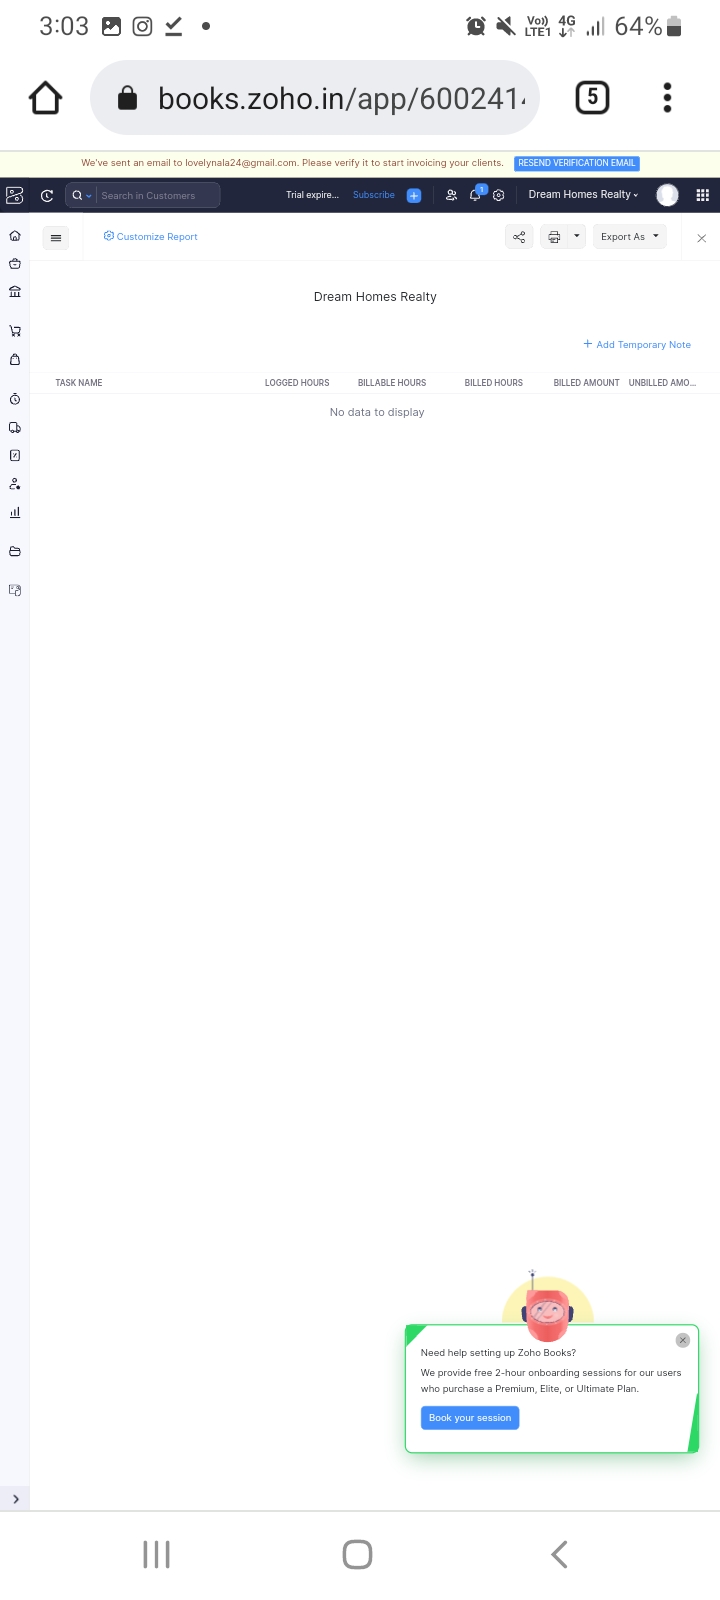 3:03
Vo)) LTE1 4G 64%
books.zoho.in/app/600241
5
We've sent an email to lovelynala24@gmail.com. Please verify it to start invoicing your clients. RESEND VERIFICATION EMAIL
Search in Customers Trial expire... Subscribe + 1 Dream Homes Realty
Customize Report Export As
Dream Homes Realty
+ Add Temporary Note
TASK NAME LOGGED HOURS BILLABLE HOURS BILLED HOURS BILLED AMOUNT UNBILLED AMO...
No data to display
Need help setting up Zoho Books?
We provide free 2-hour onboarding sessions for our users
who purchase a Premium, Elite, or Ultimate Plan.
Book your session